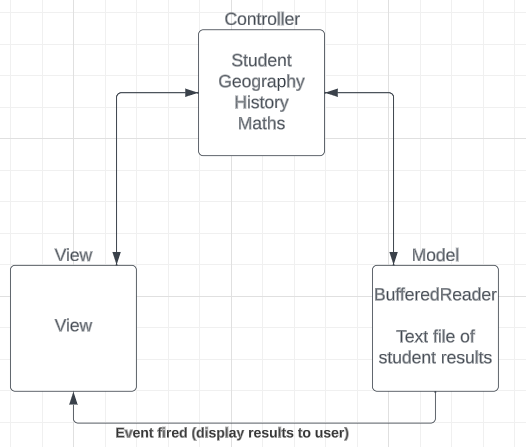 Controller
Student
Geography
History
Maths
View
View
Model
BufferedReader
Text file of
student results
Event fired (display results to user)